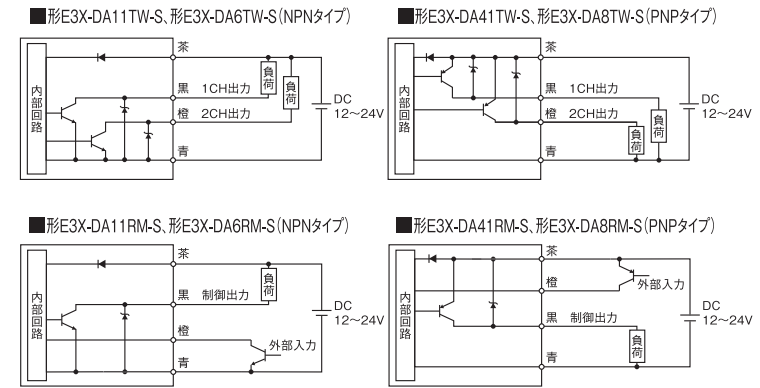 ■形E3X-DA11TW-S、形E3X-DA6TW-S(NPNタイプ)
茶
内部回路
負荷
負荷
黒 1CH出力
橙 2CH出力
DC
12~24V
青
■形E3X-DA41TW-S、形E3X-DA8TW-S(PNPタイプ)
茶
内部回路
黒 1CH出力
橙 2CH出力
負荷
負荷
DC
12~24V
青
■形E3X-DA11RM-S、形E3X-DA6RM-S(NPNタイプ)
茶
内部回路
負荷
黒 制御出力
DC
12~24V
橙
外部入力
青
■形E3X-DA41RM-S、形E3X-DA8RM-S(PNPタイプ)
茶
内部回路
橙
外部入力
黒 制御出力
DC
12~24V
負荷
青